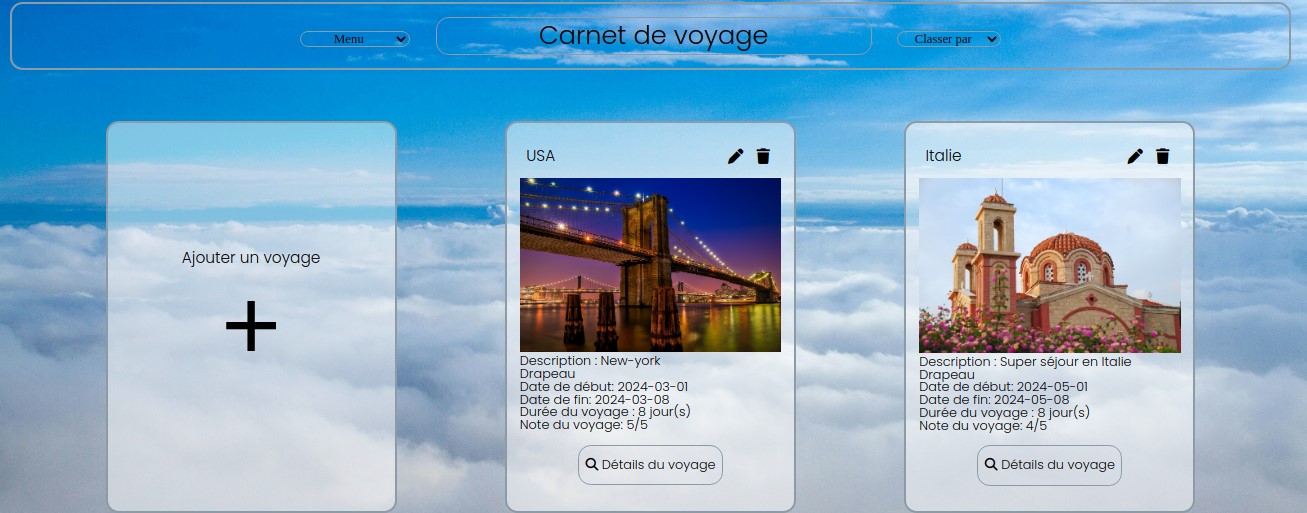 Menu
Carnet de voyage
Classer par
Ajouter un voyage
USA
Description : New-york
Drapeau
Date de début: 2024-03-01
Date de fin: 2024-03-08
Durée du voyage : 8 jour(s)
Note du voyage: 5/5
Détails du voyage
Italie
Description : Super séjour en Italie
Drapeau
Date de début: 2024-05-01
Date de fin: 2024-05-08
Durée du voyage : 8 jour(s)
Note du voyage: 4/5
Détails du voyage